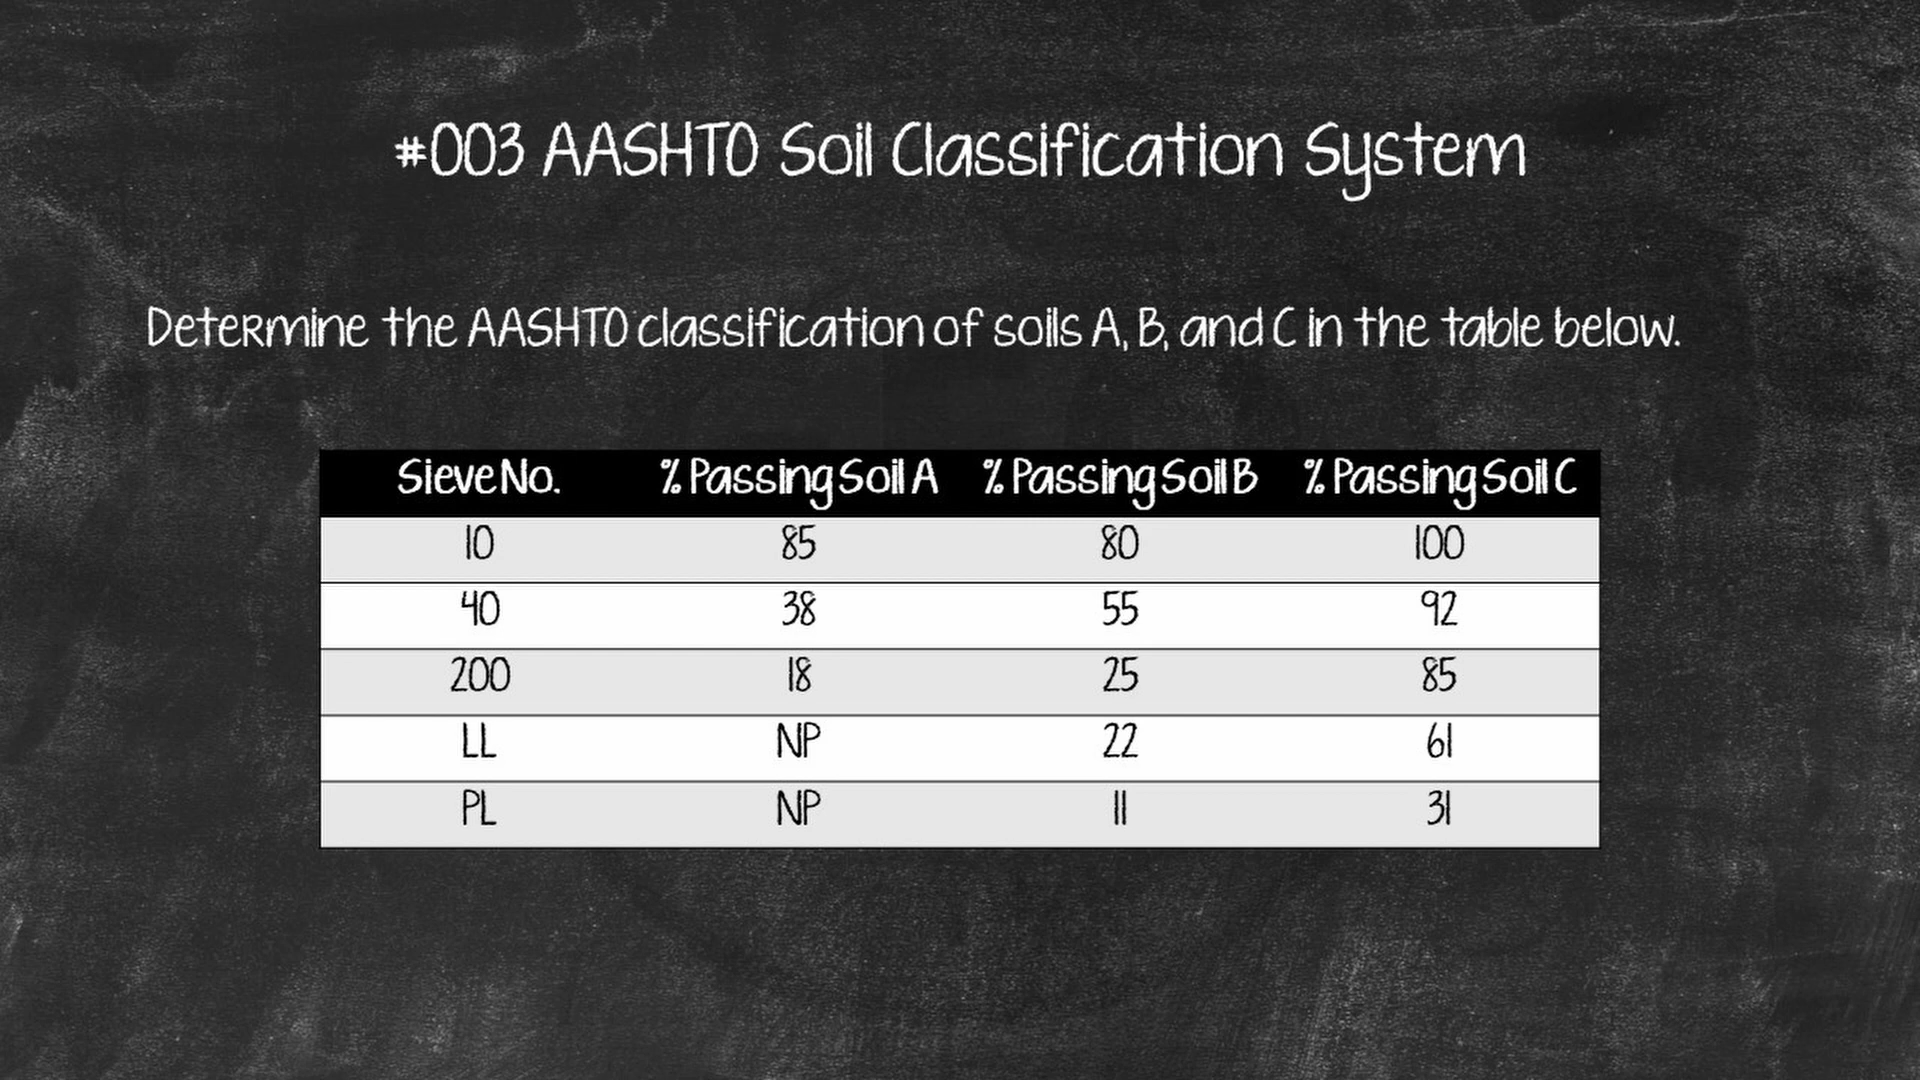 #003 AASHTO Soil Classification System
Determine the AASHTO classification of soils A, B, and C in the table below.
Sieve No. % Passing Soil A % Passing Soil B % Passing Soil C
10 85 80 100
40 38 55 92
200 18 25 85
LL NP 22 61
PL NP 11 31